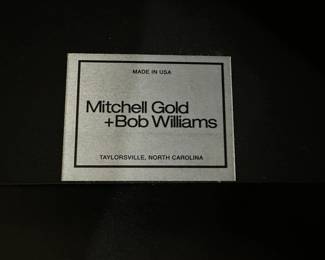 MADE IN USA
Mitchell Gold
+Bob Williams
TAYLORSVILLE, NORTH CAROLINA